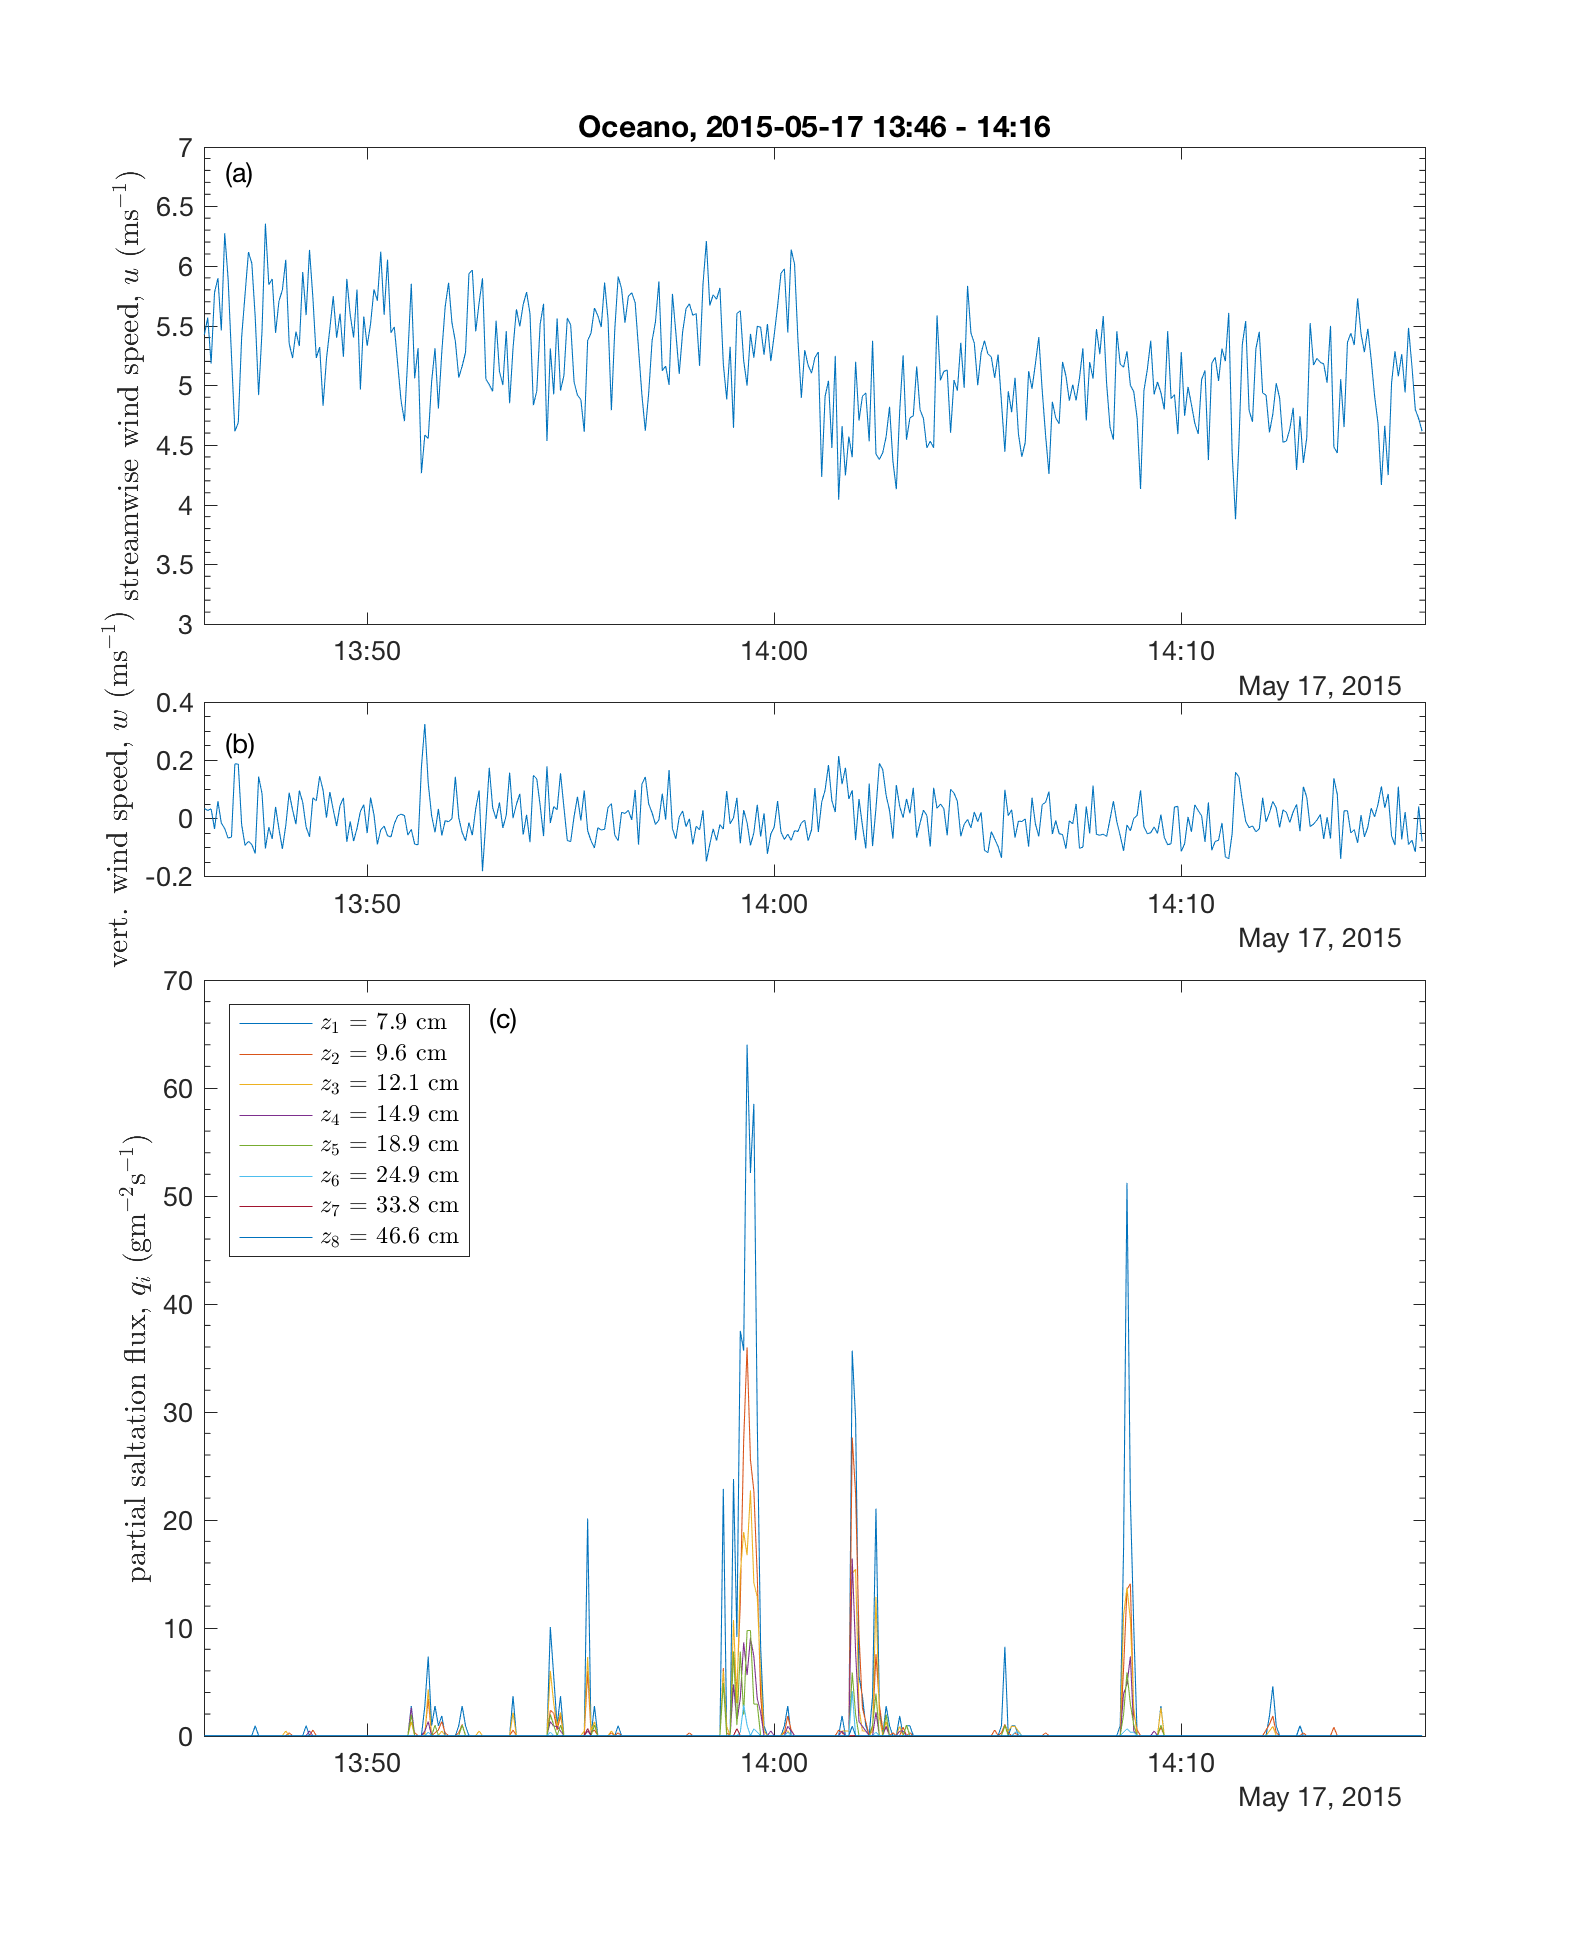 Oceano, 2015-05-17 13:46 - 14:16
(a)
streamwise wind speed, u (ms⁻¹)
7
6.5
6
5.5
5
4.5
4
3.5
3
13:50 14:00 14:10
May 17, 2015
(b)
vert. wind speed, w (ms⁻¹)
0.4
0.2
0
-0.2
13:50 14:00 14:10
May 17, 2015
(c)
partial saltation flux, qᵢ (gm⁻²s⁻¹)
70
60
50
40
30
20
10
0
z₁ = 7.9 cm
z₂ = 9.6 cm
z₃ = 12.1 cm
z₄ = 14.9 cm
z₅ = 18.9 cm
z₆ = 24.9 cm
z₇ = 33.8 cm
z₈ = 46.6 cm
13:50 14:00 14:10
May 17, 2015